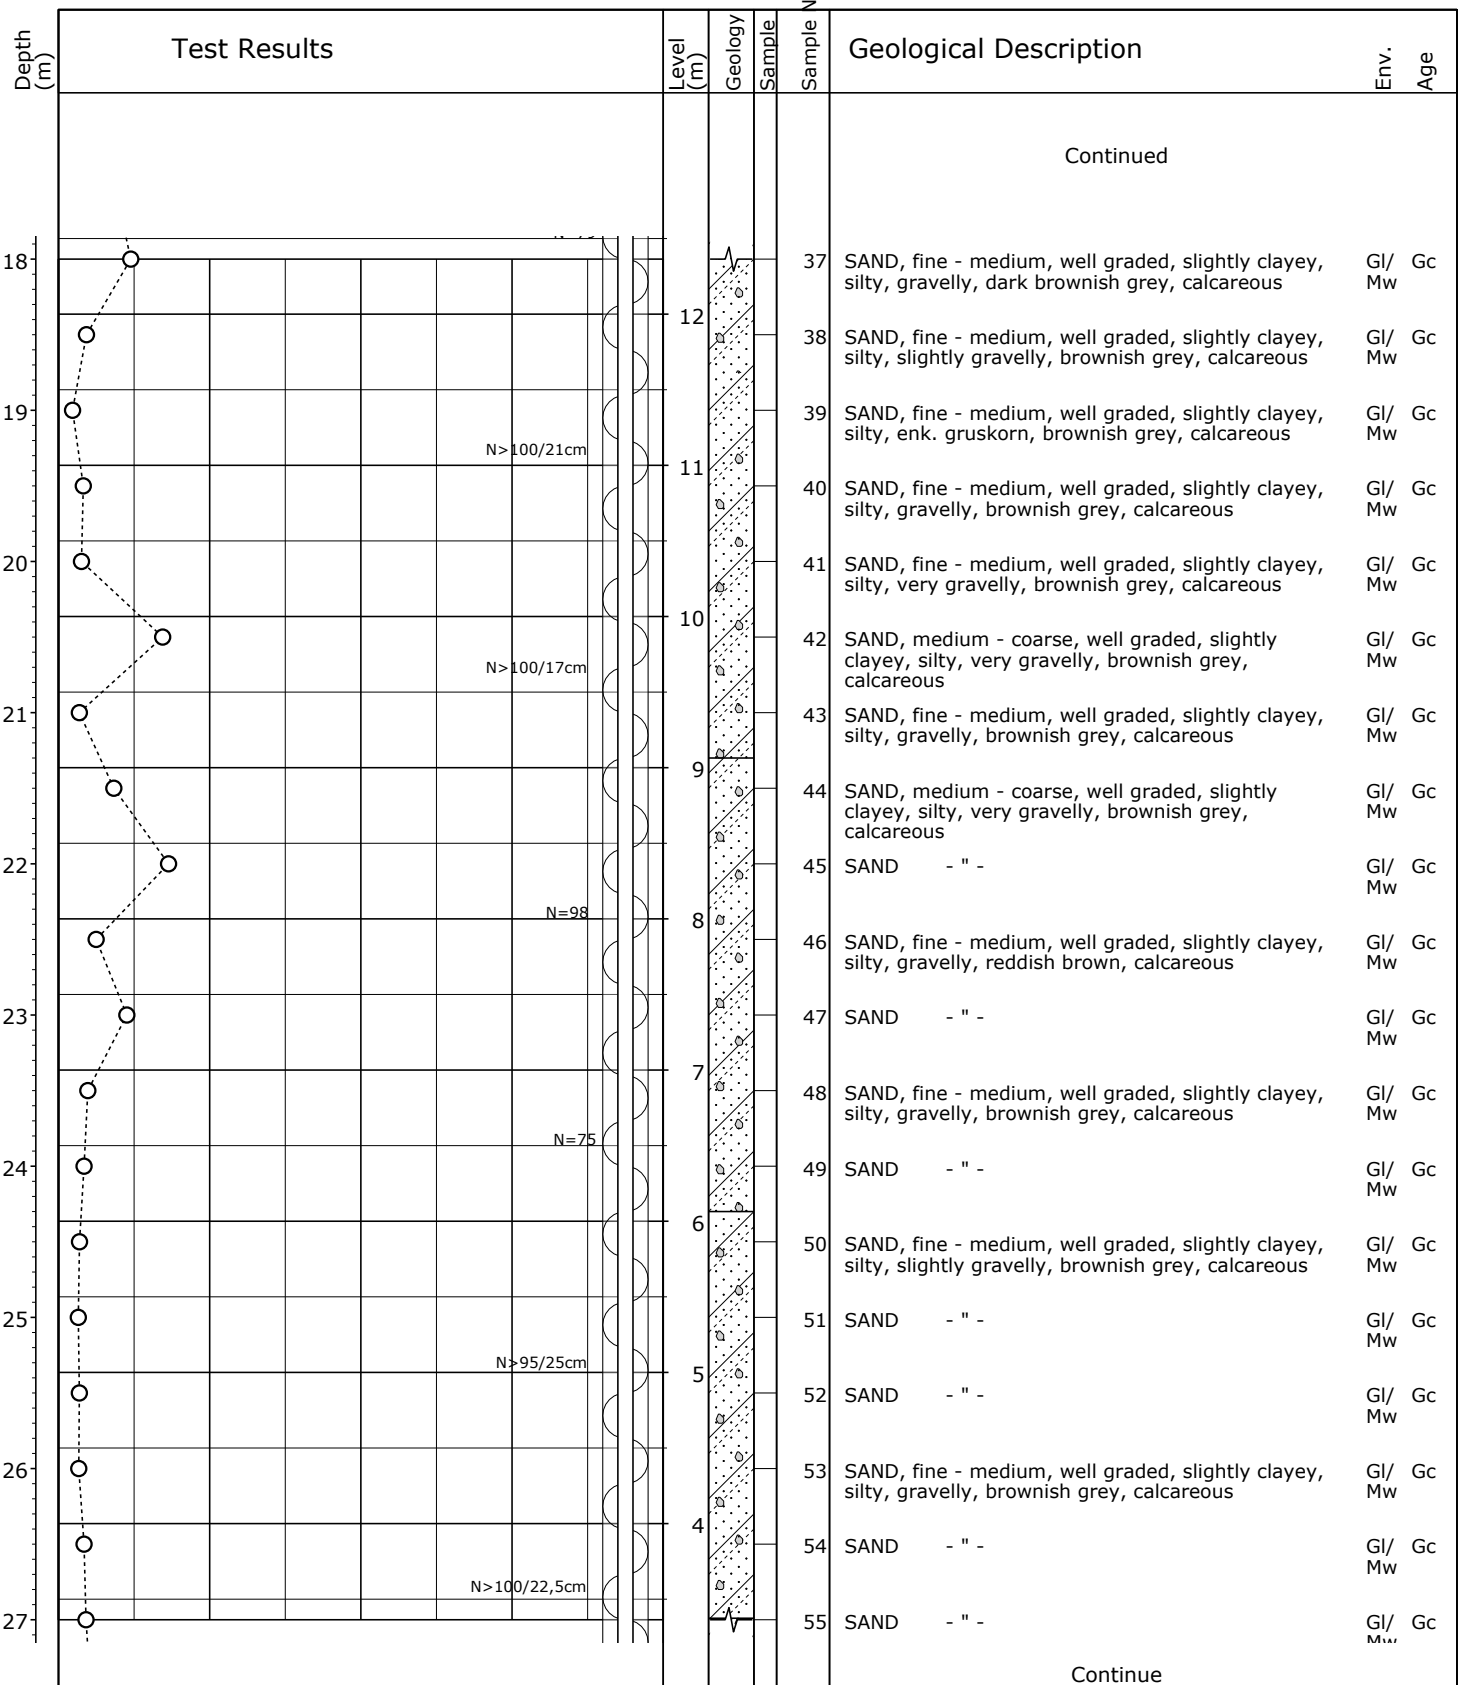 Depth (m)
Test Results
Level (m)
Geology
Sample
Sample
Geological Description
Env.
Age
Continued
18
37 SAND, fine - medium, well graded, slightly clayey, Gl/ Gc
silty, gravelly, dark brownish grey, calcareous Mw
12
38 SAND, fine - medium, well graded, slightly clayey, Gl/ Gc
silty, slightly gravelly, brownish grey, calcareous Mw
19
39 SAND, fine - medium, well graded, slightly clayey, Gl/ Gc
silty, enk. gruskorn, brownish grey, calcareous Mw
N>100/21cm
11
40 SAND, fine - medium, well graded, slightly clayey, Gl/ Gc
silty, gravelly, brownish grey, calcareous Mw
20
41 SAND, fine - medium, well graded, slightly clayey, Gl/ Gc
silty, very gravelly, brownish grey, calcareous Mw
10
42 SAND, medium - coarse, well graded, slightly Gl/ Gc
clayey, silty, very gravelly, brownish grey, Mw
calcareous
N>100/17cm
21
43 SAND, fine - medium, well graded, slightly clayey, Gl/ Gc
silty, gravelly, brownish grey, calcareous Mw
9
44 SAND, medium - coarse, well graded, slightly Gl/ Gc
clayey, silty, very gravelly, brownish grey, Mw
calcareous
22
45 SAND - " - Gl/ Gc
Mw
N=98
8
46 SAND, fine - medium, well graded, slightly clayey, Gl/ Gc
silty, gravelly, reddish brown, calcareous Mw
23
47 SAND - " - Gl/ Gc
Mw
7
48 SAND, fine - medium, well graded, slightly clayey, Gl/ Gc
silty, gravelly, brownish grey, calcareous Mw
N=75
24
49 SAND - " - Gl/ Gc
Mw
6
50 SAND, fine - medium, well graded, slightly clayey, Gl/ Gc
silty, slightly gravelly, brownish grey, calcareous Mw
25
51 SAND - " - Gl/ Gc
Mw
N>95/25cm
5
52 SAND - " - Gl/ Gc
Mw
26
53 SAND, fine - medium, well graded, slightly clayey, Gl/ Gc
silty, gravelly, brownish grey, calcareous Mw
4
54 SAND - " - Gl/ Gc
Mw
N>100/22,5cm
27
55 SAND - " - Gl/ Gc
Mw
Continue